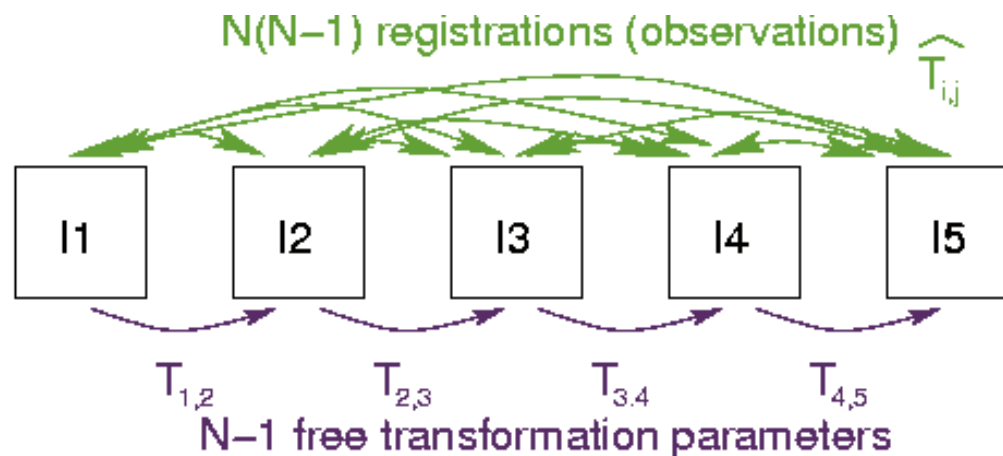 N(N−1) registrations (observations) T̂i,j
I1 I2 I3 I4 I5
T1,2 T2,3 T3.4 T4,5
N−1 free transformation parameters